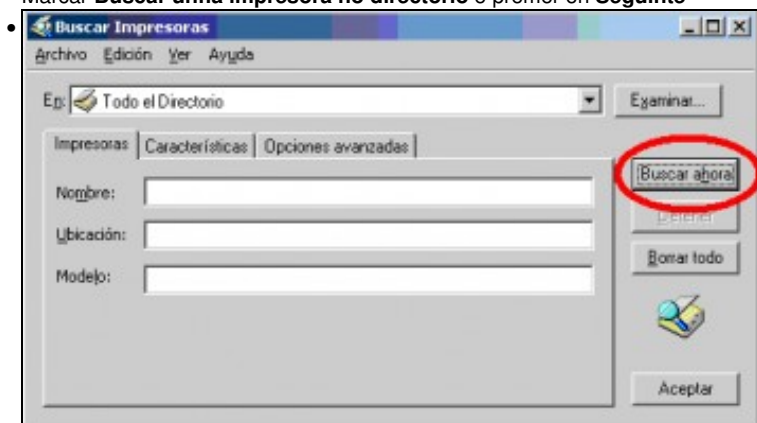 Marcar Buscar unha impresora no directorio e premer en Seguinte
Buscar Impresoras
Archivo Edición Ver Ayuda
En: Todo el Directorio
Examinar...
Impresoras Características Opciones avanzadas
Buscar ahora
Nombre:
Detener
Ubicación:
Borrar todo
Modelo:
Aceptar